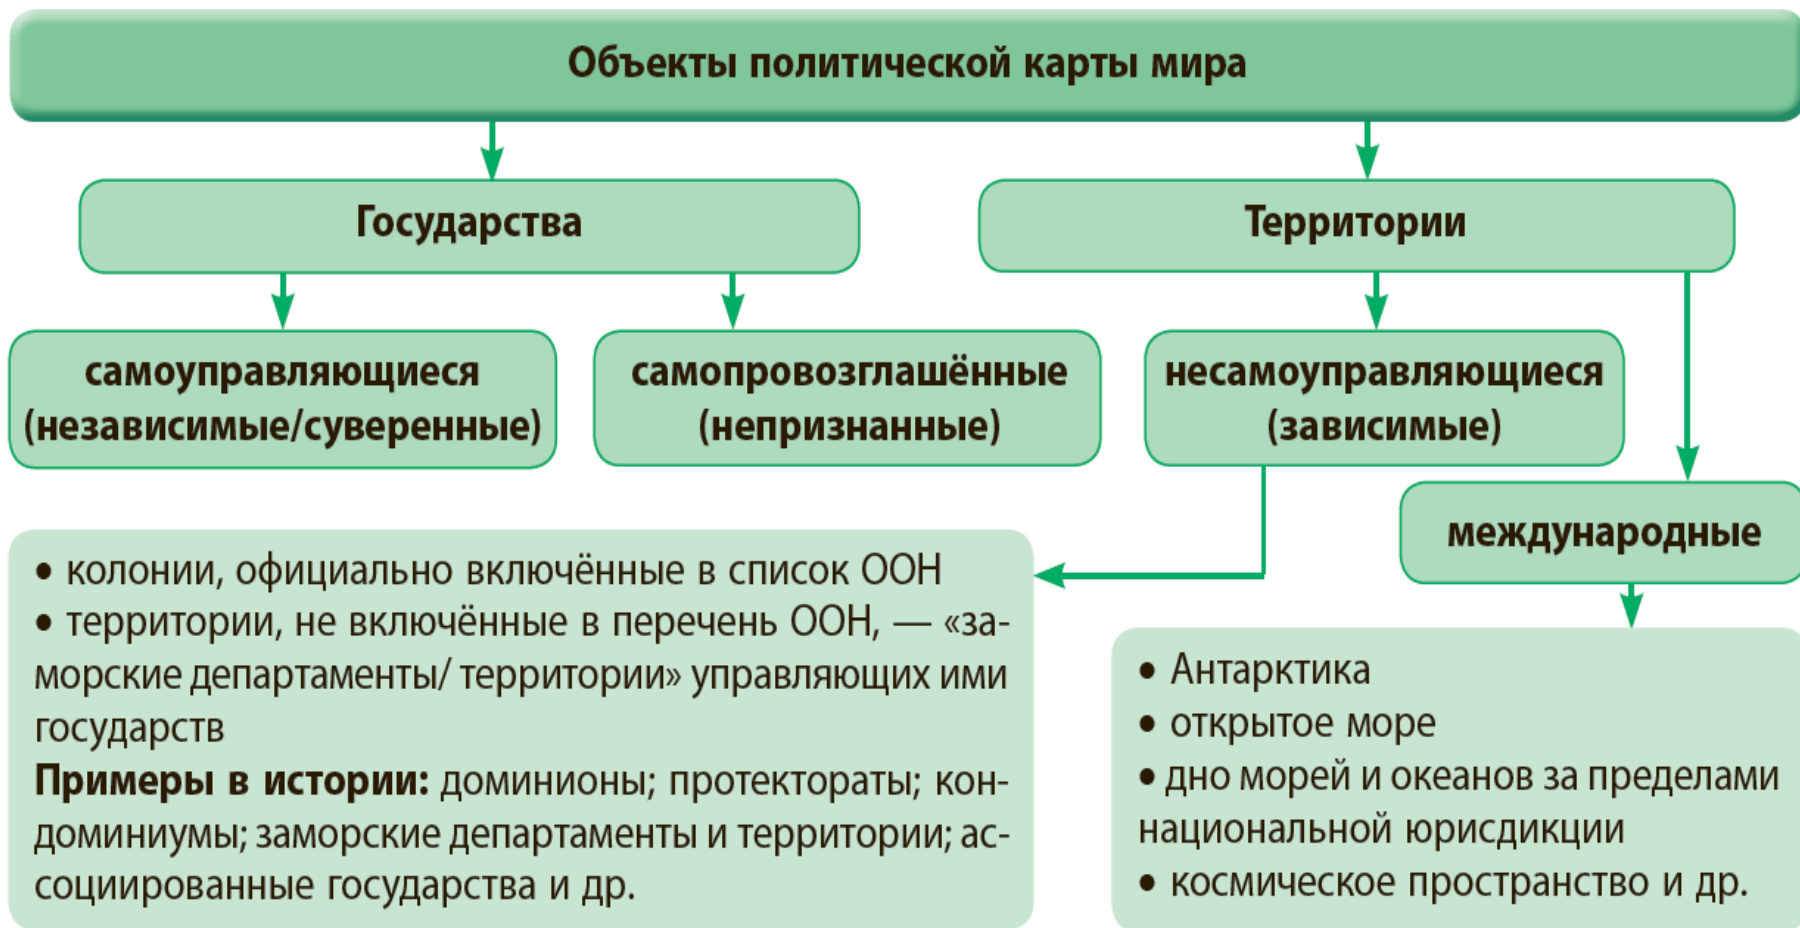 Объекты политической карты мира
Государства
Территории
самоуправляющиеся
(независимые/суверенные)
самопровозглашённые
(непризнанные)
несамоуправляющиеся
(зависимые)
международные
• колонии, официально включённые в список ООН
• территории, не включённые в перечень ООН, — «за-
морские департаменты/ территории» управляющих ими
государств
Примеры в истории: доминионы; протектораты; кон-
доминиумы; заморские департаменты и территории; ас-
социированные государства и др.
• Антарктика
• открытое море
• дно морей и океанов за пределами
национальной юрисдикции
• космическое пространство и др.